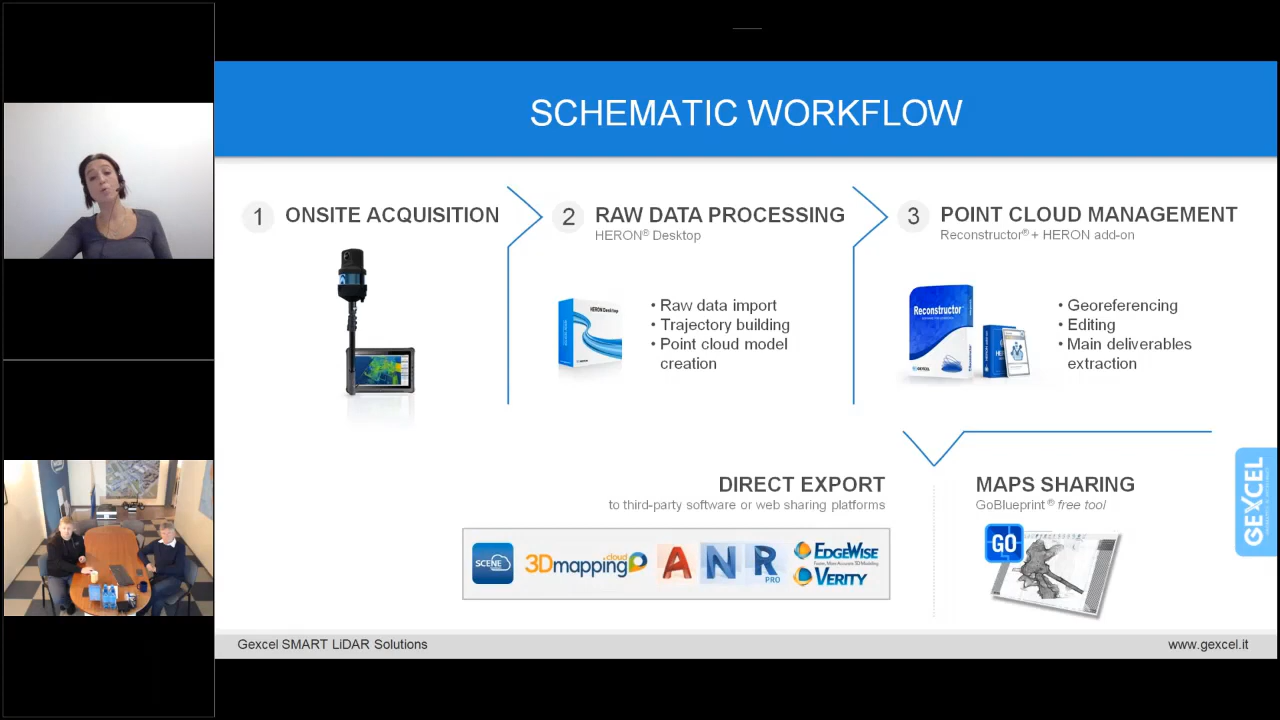 SCHEMATIC WORKFLOW
1 ONSITE ACQUISITION
2 RAW DATA PROCESSING
HERON® Desktop
HERON Desktop
• Raw data import
• Trajectory building
• Point cloud model
creation
3 POINT CLOUD MANAGEMENT
Reconstructor® + HERON add-on
Reconstructor
• Georeferencing
• Editing
• Main deliverables
extraction
DIRECT EXPORT
to third-party software or web sharing platforms
SCENE
3Dmapping cloud
A N R
PRO
EDGEWISE
VERITY
MAPS SHARING
GoBlueprint® free tool
GO
GEXCEL
Gexcel SMART LiDAR Solutions
www.gexcel.it